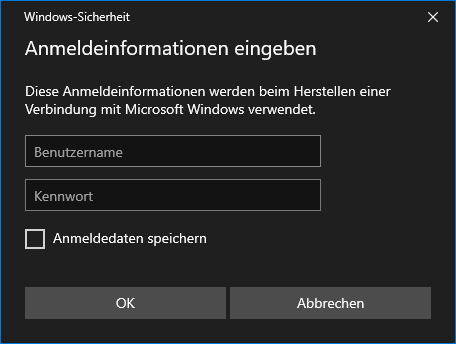 Windows-Sicherheit
Anmeldeinformationen eingeben
Diese Anmeldeinformationen werden beim Herstellen einer
Verbindung mit Microsoft Windows verwendet.
Benutzername
Kennwort
Anmeldedaten speichern
OK
Abbrechen